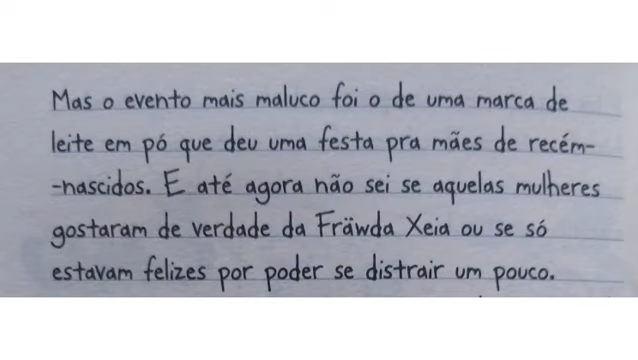 Mas o evento mais maluco foi o de uma marca de
leite em pó que deu uma festa pra mães de recém-
-nascidos. E até agora não sei se aquelas mulheres
gostaram de verdade da Fräwda Xeia ou se só
estavam felizes por poder se distrair um pouco.